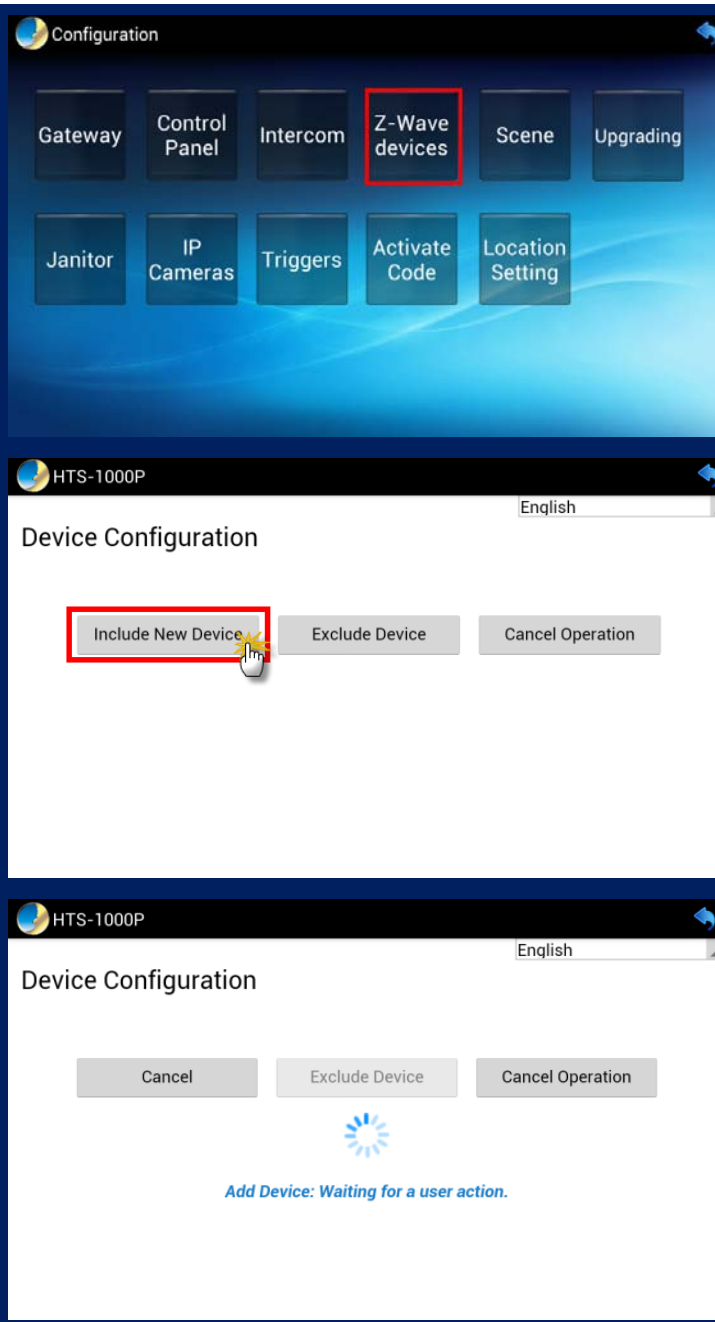 Configuration
Gateway
Control
Panel
Intercom
Z-Wave
devices
Scene
Upgrading
Janitor
IP
Cameras
Triggers
Activate
Code
Location
Setting
HTS-1000P
English
Device Configuration
Include New Device
Exclude Device
Cancel Operation
HTS-1000P
English
Device Configuration
Cancel
Exclude Device
Cancel Operation
Add Device: Waiting for a user action.